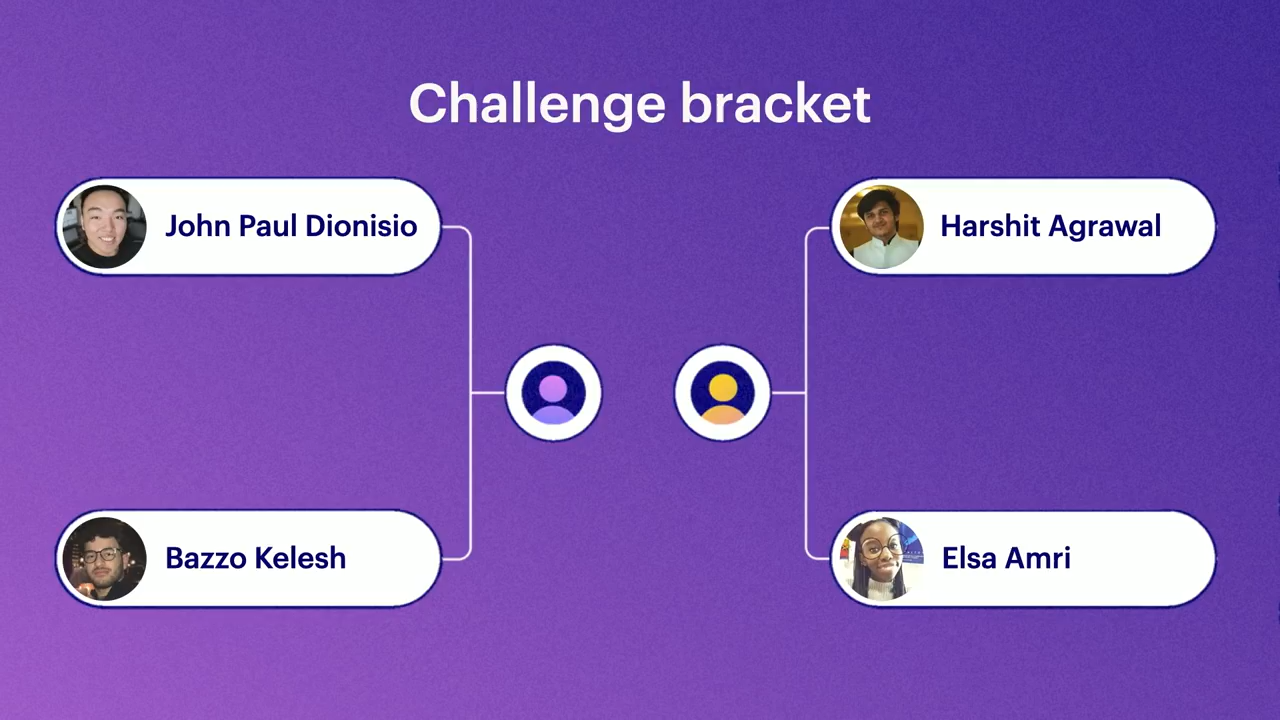 Challenge bracket
John Paul Dionisio
Harshit Agrawal
Bazzo Kelesh
Elsa Amri